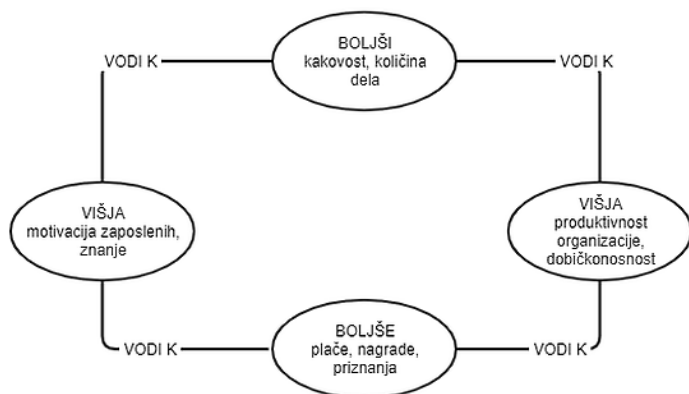 BOLJŠI
kakovost, količina
dela
VODI K
VODI K
VIŠJA
motivacija zaposlenih,
znanje
VIŠJA
produktivnost
organizacije,
dobičkonosnost
BOLJŠE
plače, nagrade,
priznanja
VODI K
VODI K